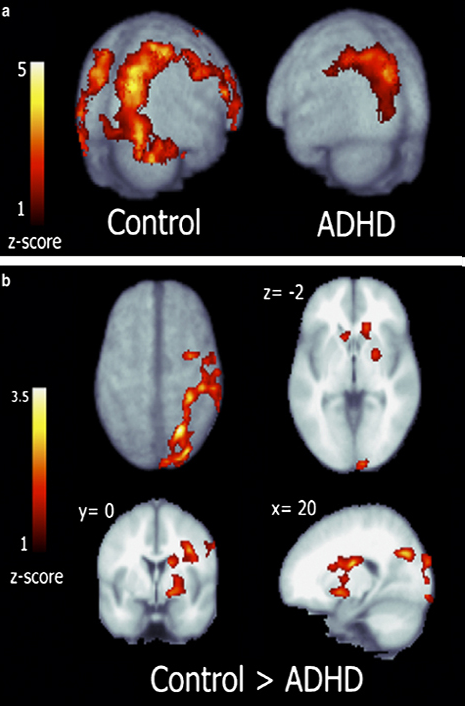 a
5
1
z-score
Control
ADHD
b
z= -2
3.5
1
z-score
y= 0
x= 20
Control > ADHD